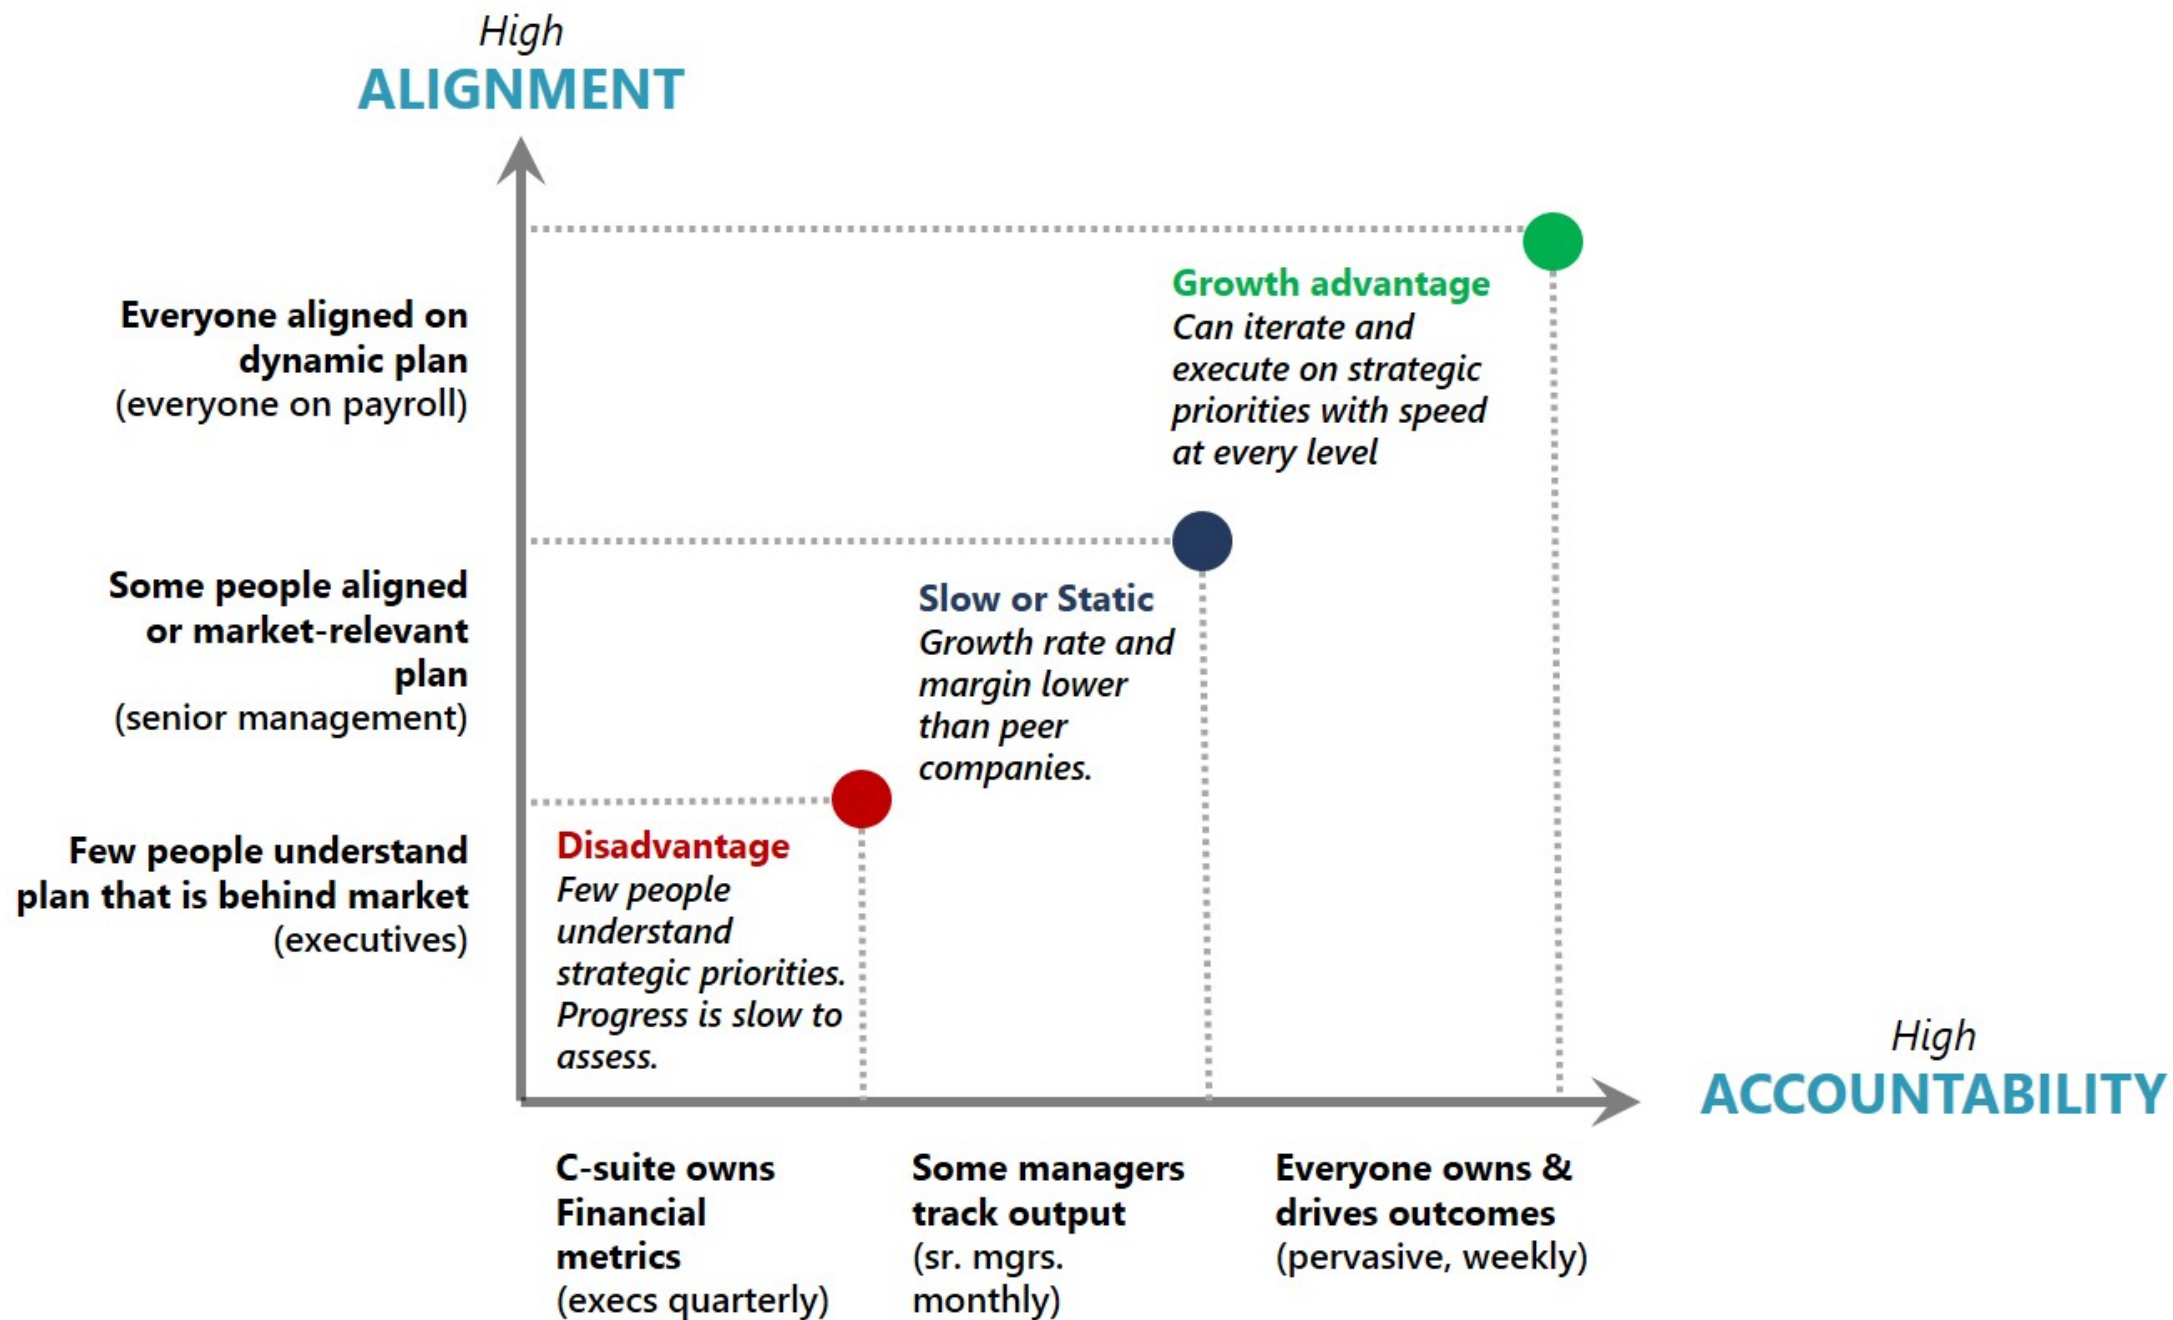 High
ALIGNMENT
Everyone aligned on
dynamic plan
(everyone on payroll)
Some people aligned
or market-relevant
plan
(senior management)
Few people understand
plan that is behind market
(executives)
Growth advantage
Can iterate and
execute on strategic
priorities with speed
at every level
Slow or Static
Growth rate and
margin lower
than peer
companies.
Disadvantage
Few people
understand
strategic priorities.
Progress is slow to
assess.
High
ACCOUNTABILITY
C-suite owns
Financial
metrics
(execs quarterly)
Some managers
track output
(sr. mgrs.
monthly)
Everyone owns &
drives outcomes
(pervasive, weekly)